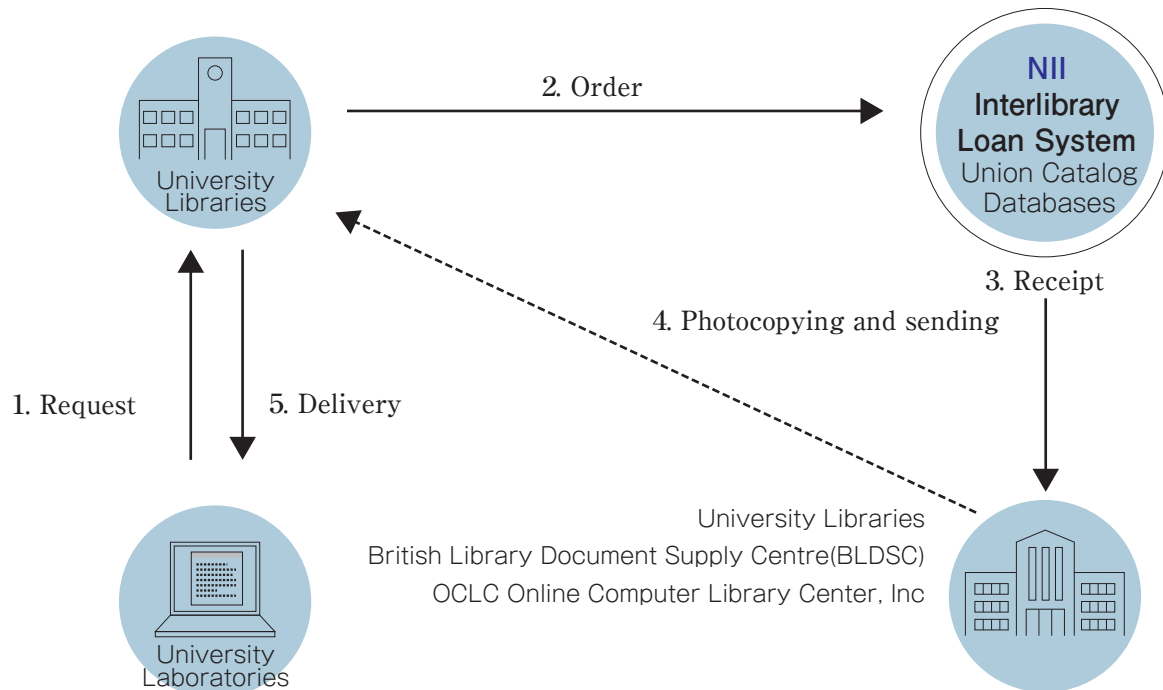 NII
Interlibrary
Loan System
Union Catalog
Databases
2. Order
University
Libraries
3. Receipt
4. Photocopying and sending
1. Request
5. Delivery
University Libraries
British Library Document Supply Centre(BLDSC)
OCLC Online Computer Library Center, Inc
University
Laboratories